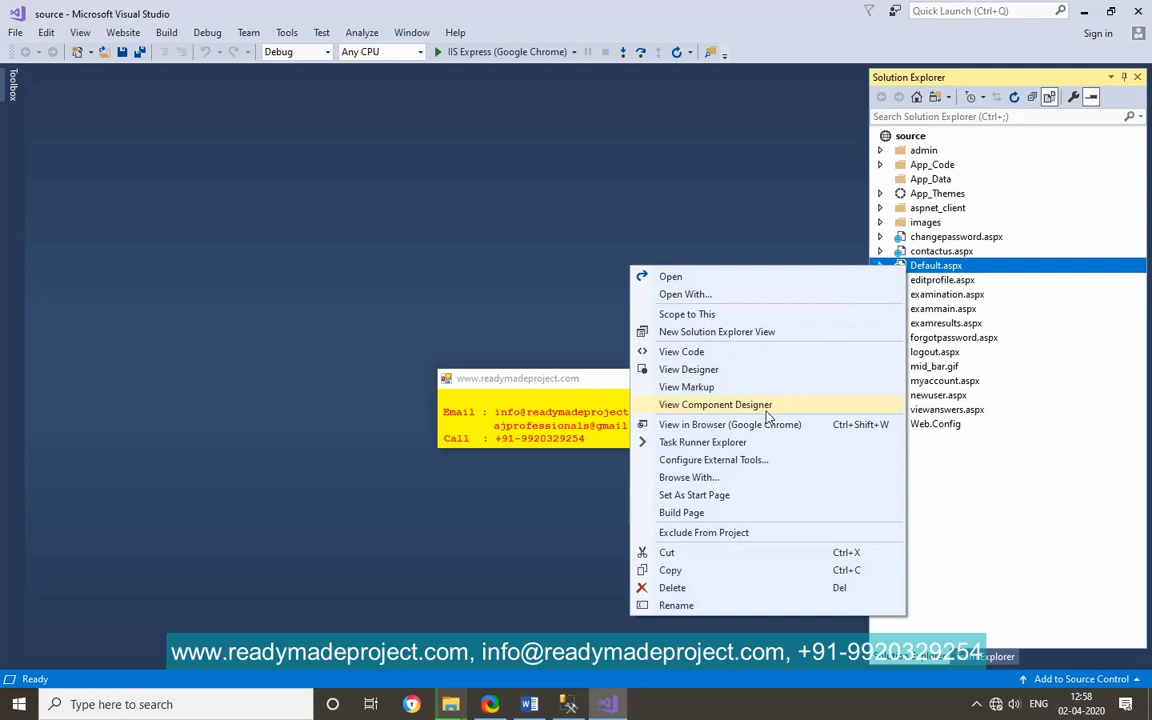 source - Microsoft Visual Studio
Quick Launch (Ctrl+Q)
File Edit View Website Build Debug Team Tools Test Analyze Window Help
Sign in
Debug Any CPU IIS Express (Google Chrome)
Toolbox
Solution Explorer
Search Solution Explorer (Ctrl+;)
source
admin
App_Code
App_Data
App_Themes
aspnet_client
images
changepassword.aspx
contactus.aspx
Default.aspx
editprofile.aspx
examination.aspx
exammain.aspx
examresults.aspx
forgotpassword.aspx
logout.aspx
mid_bar.gif
myaccount.aspx
newuser.aspx
viewanswers.aspx
Web.Config
Open
Open With...
Scope to This
New Solution Explorer View
View Code
View Designer
View Markup
View Component Designer
View in Browser (Google Chrome) Ctrl+Shift+W
Task Runner Explorer
Configure External Tools...
Browse With...
Set As Start Page
Build Page
Exclude From Project
Cut Ctrl+X
Copy Ctrl+C
Delete Del
Rename
www.readymadeproject.com
Email : info@readymadeproject
ajprofessionals@gmail
Call : +91-9920329254
www.readymadeproject.com, info@readymadeproject.com, +91-9920329254
Ready
Add to Source Control
Type here to search
ENG
12:58
02-04-2020